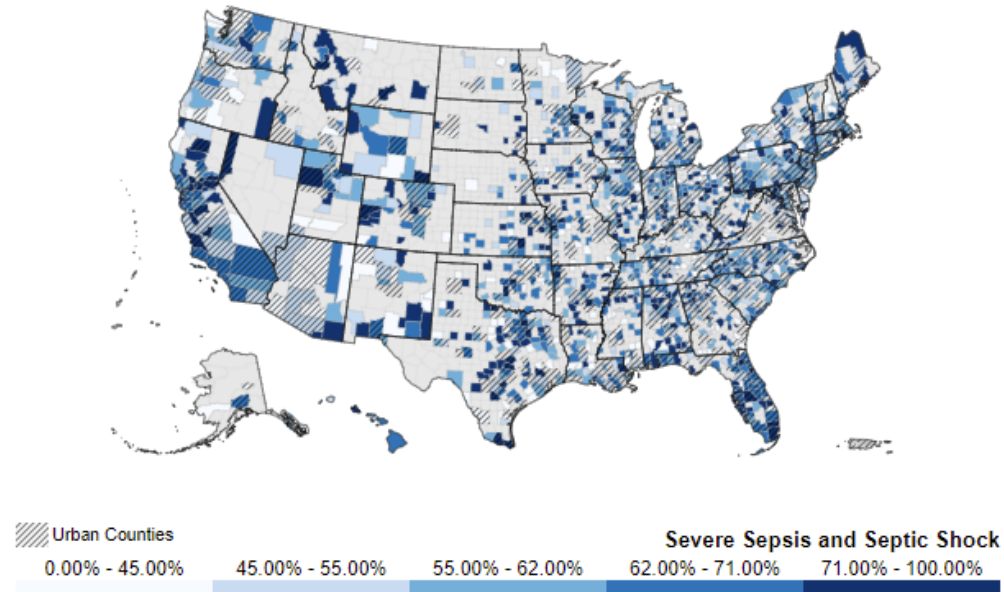 Urban Counties
Severe Sepsis and Septic Shock
0.00% - 45.00% 45.00% - 55.00% 55.00% - 62.00% 62.00% - 71.00% 71.00% - 100.00%